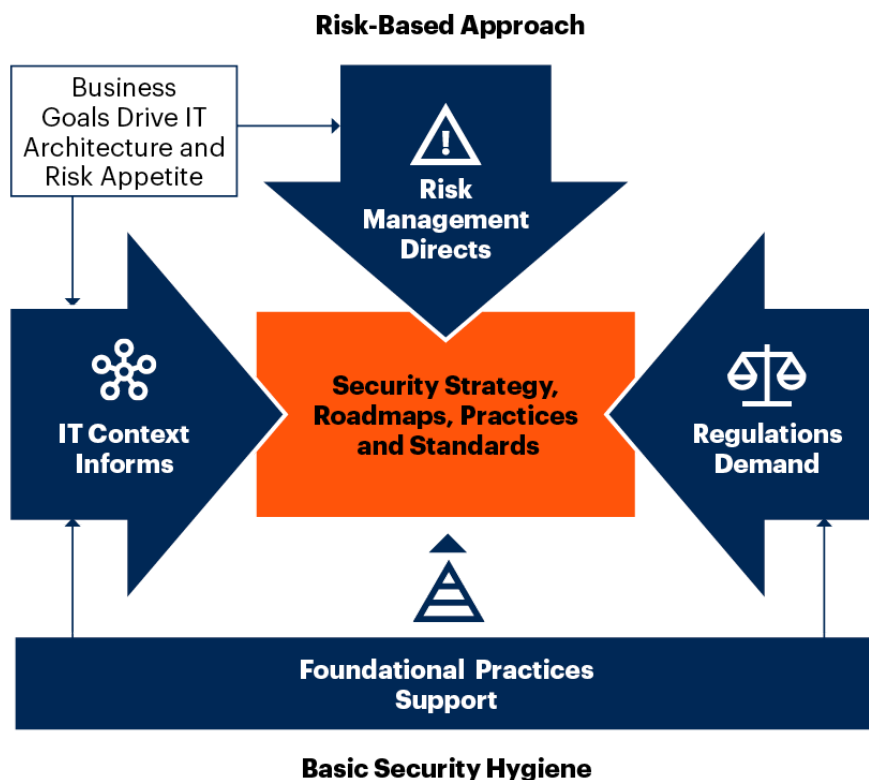 Risk-Based Approach
Business
Goals Drive IT
Architecture and
Risk Appetite
!
Risk
Management
Directs
IT Context
Informs
Security Strategy,
Roadmaps, Practices
and Standards
Regulations
Demand
Foundational Practices
Support
Basic Security Hygiene